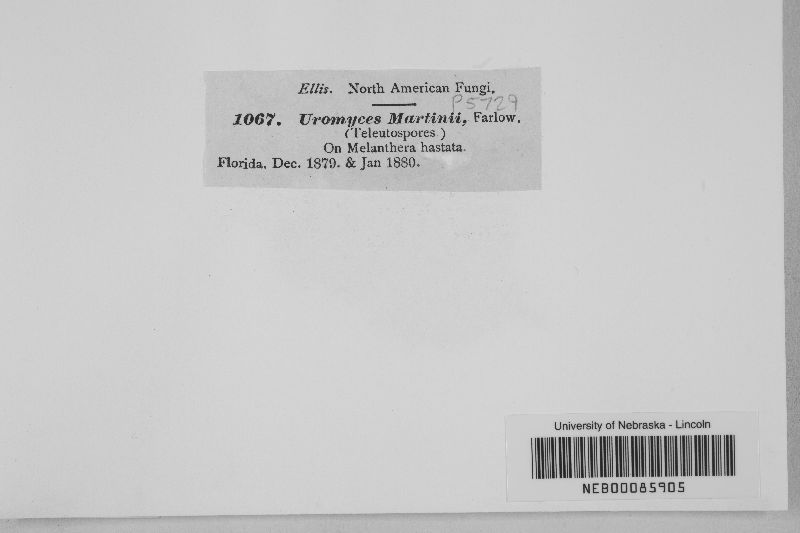 Ellis. North American Fungi.
P5729
1067. Uromyces Martinii, Farlow.
(Teleutospores.)
On Melanthera hastata.
Florida, Dec. 1879. & Jan 1880.
University of Nebraska - Lincoln
NEB00085905